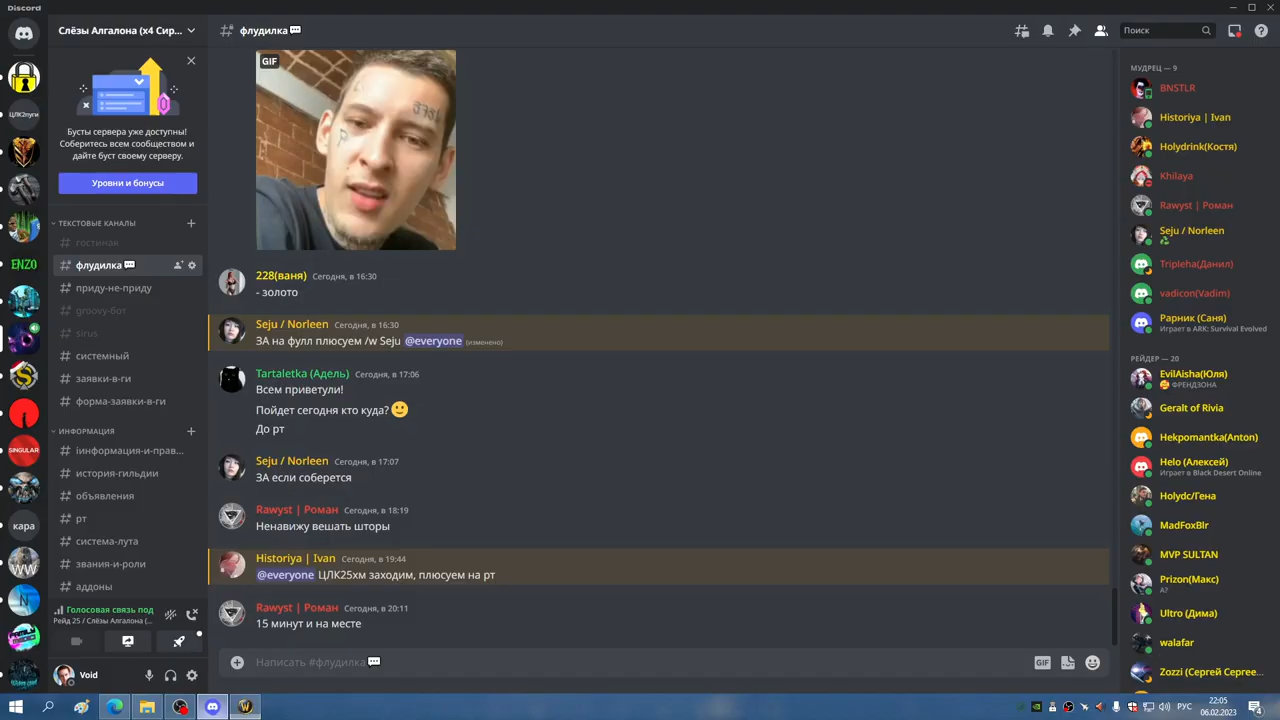 Discord
Слёзы Алгалона (x4 Сир...
флудилка
Поиск
ЦЛК2пуги
ENZO
SINGULAR
кара
Бусты сервера уже доступны!
Соберитесь всем сообществом и
дайте буст своему серверу.
Уровни и бонусы
ТЕКСТОВЫЕ КАНАЛЫ
гостиная
флудилка
приду-не-приду
groovy-бот
sirus
системный
заявки-в-ги
форма-заявки-в-ги
ИНФОРМАЦИЯ
информация-и-прав...
история-гильдии
объявления
рт
система-лута
звания-и-роли
аддоны
Голосовая связь под
Рейд 25 / Слёзы Алгалона (...
Void
GIF
228(ваня) Сегодня, в 16:30
- золото
Seju / Norleen Сегодня, в 16:30
ЗА на фулл плюсуем /w Seju @everyone (изменено)
Tartaletka (Адель) Сегодня, в 17:06
Всем приветули!
Пойдет сегодня кто куда?
До рт
Seju / Norleen Сегодня, в 17:07
ЗА если соберется
Rawyst | Роман Сегодня, в 18:19
Ненавижу вешать шторы
Historiya | Ivan Сегодня, в 19:44
@everyone ЦЛК25хм заходим, плюсуем на рт
Rawyst | Роман Сегодня, в 20:11
15 минут и на месте
Написать #флудилка
GIF
МУДРЕЦ — 9
BNSTLR
Historiya | Ivan
Holydrink(Костя)
Khilaya
Rawyst | Роман
Seju / Norleen
Tripleha(Данил)
vadicon(Vadim)
Рарник (Саня)
Играет в ARK: Survival Evolved
РЕЙДЕР — 20
EvilAisha(Юля)
ФРЕНДЗОНА
Geralt of Rivia
Hekpomantka(Anton)
Helo (Алексей)
Играет в Black Desert Online
Holydc/Гена
MadFoxBlr
MVP SULTAN
Prizon(Макс)
А?
Ultro (Дима)
walafar
Zozzi (Сергей Сергее...
РУС
22:05
06.02.2023
4